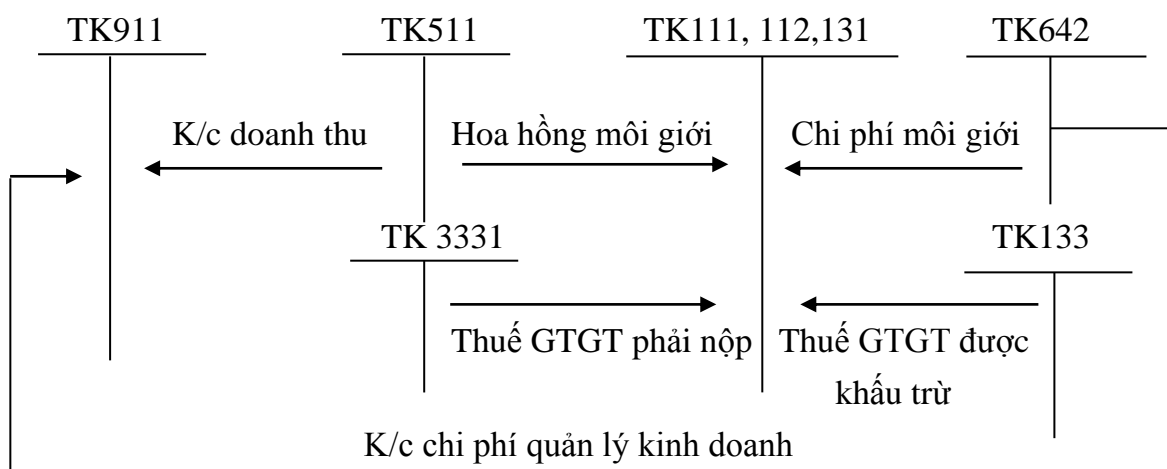 TK911 TK511 TK111, 112,131 TK642
K/c doanh thu Hoa hồng môi giới Chi phí môi giới
TK 3331 TK133
Thuế GTGT phải nộp Thuế GTGT được
khấu trừ
K/c chi phí quản lý kinh doanh